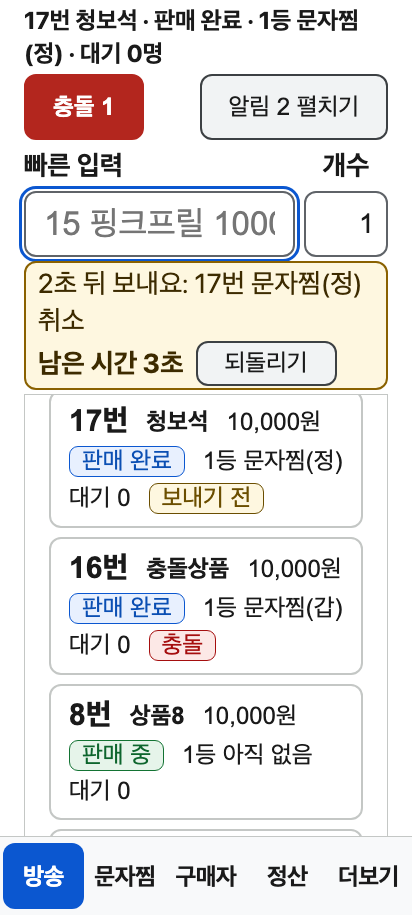 17번 청보석 · 판매 완료 · 1등 문자찜
(정) · 대기 0명
충돌 1
알림 2 펼치기
빠른 입력
개수
15 핑크프릴 1000
1
2초 뒤 보내요: 17번 문자찜(정)
취소
남은 시간 3초
되돌리기
17번 청보석 10,000원
판매 완료 1등 문자찜(정)
대기 0 보내기 전
16번 충돌상품 10,000원
판매 완료 1등 문자찜(갑)
대기 0 충돌
8번 상품8 10,000원
판매 중 1등 아직 없음
대기 0
방송 문자찜 구매자 정산 더보기